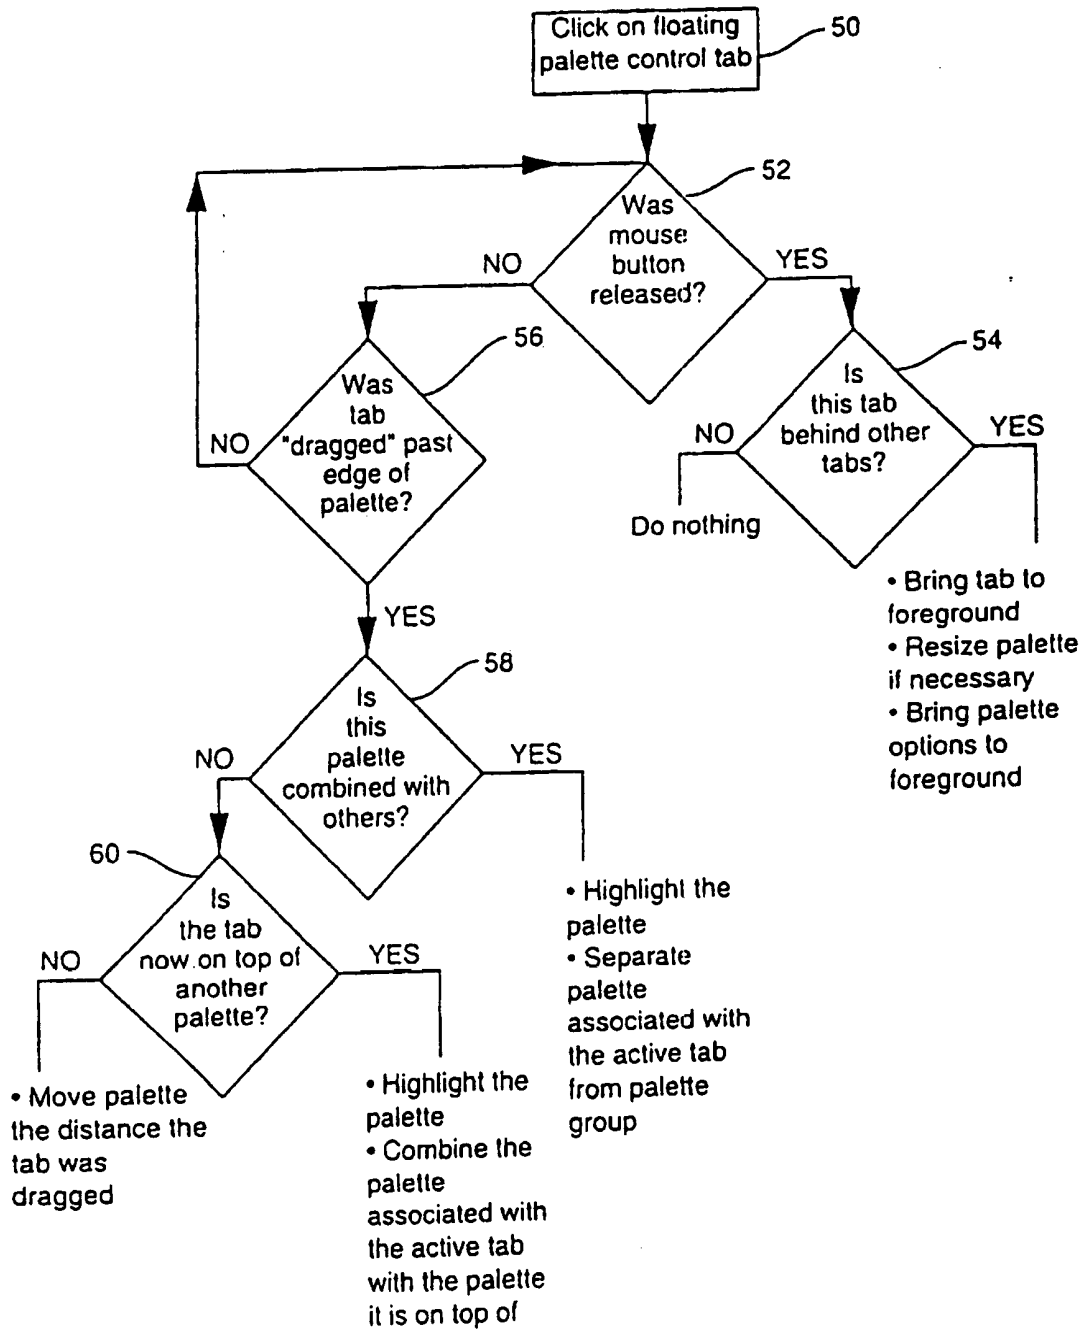 Click on floating
palette control tab
50
52
Was
mouse
button
released?
NO
YES
56
54
Was
tab
"dragged" past
edge of
palette?
NO
Is
this tab
behind other
tabs?
NO
YES
Do nothing
• Bring tab to
foreground
• Resize palette
if necessary
• Bring palette
options to
foreground
YES
58
Is
this
palette
combined with
others?
NO
YES
60
Is
the tab
now on top of
another
palette?
NO
YES
• Highlight the
palette
• Separate
palette
associated with
the active tab
from palette
group
• Move palette
the distance the
tab was
dragged
• Highlight the
palette
• Combine the
palette
associated with
the active tab
with the palette
it is on top of